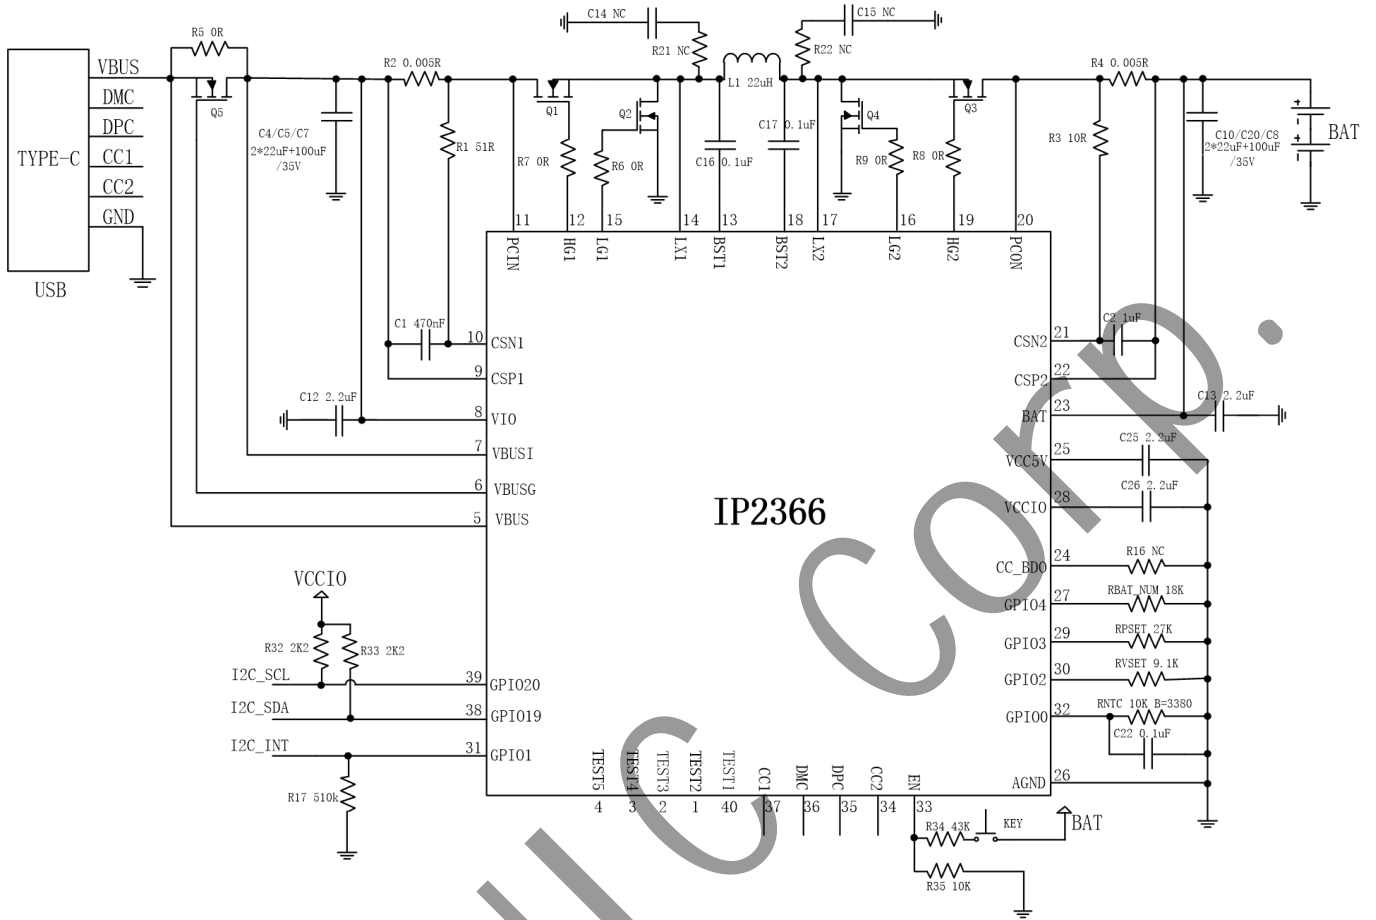 C14 NC
C15 NC
R5 0R
R21 NC
R22 NC
VBUS
R2 0.005R
R4 0.005R
L1 22uH
DMC
DPC
TYPE-C
CC1
CC2
GND
USB
Q5
C4/C5/C7
2*22uF+100uF
/35V
R1 51R
Q1
Q2
R7 0R
R6 0R
C16 0.1uF
C17 0.1uF
Q4
Q3
R9 0R
R8 0R
R3 10R
C10/C20/C8
2*22uF+100uF
/35V
+
-
+
-
BAT
11
12
15
14
13
18
17
16
19
20
PCIN
HG1
LG1
LX1
BST1
BST2
LX2
LG2
HG2
PCON
C1 470nF
10
CSN1
9
CSP1
C12 2.2uF
8
VIO
7
VBUSI
6
VBUSG
5
VBUS
IP2366
C2 1uF
CSN2
21
CSP2
22
BAT
23
C13 2.2uF
C25 2.2uF
VCC5V
25
C26 2.2uF
VCCIO
28
CC_BDO
24
R16 NC
GPIO4
27
RBAT_NUM 18K
GPIO3
29
RPSET 27K
GPIO2
30
RVSET 9.1K
GPIO0
32
RNTC 10K B=3380
C22 0.1uF
AGND
26
VCCIO
R32 2K2
R33 2K2
I2C_SCL
39
GPIO20
I2C_SDA
38
GPIO19
I2C_INT
31
GPIO1
R17 510k
TEST5
TEST4
TEST3
TEST2
TEST1
CC1
DMC
DPC
CC2
EN
4
3
2
1
40
37
36
35
34
33
R34 43K
KEY
BAT
R35 10K
Corp.